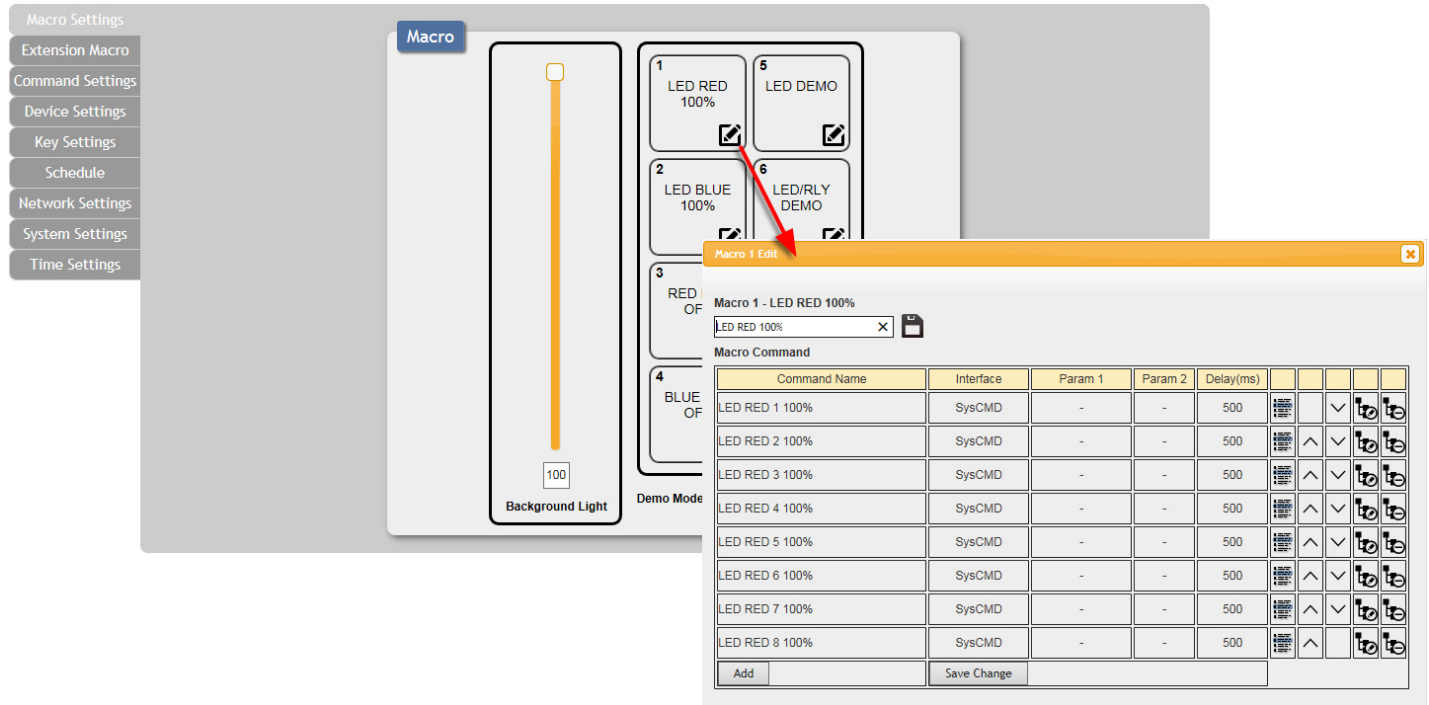 Macro Settings
Extension Macro
Command Settings
Device Settings
Key Settings
Schedule
Network Settings
System Settings
Time Settings
Macro
100
Background Light
1
LED RED
100%
5
LED DEMO
2
LED BLUE
100%
6
LED/RLY
DEMO
3
RED
OF
4
BLUE
OF
Demo Mode
Macro 1 Edit
Macro 1 - LED RED 100%
LED RED 100%
Macro Command
Command Name Interface Param 1 Param 2 Delay(ms)
LED RED 1 100% SysCMD - - 500
LED RED 2 100% SysCMD - - 500
LED RED 3 100% SysCMD - - 500
LED RED 4 100% SysCMD - - 500
LED RED 5 100% SysCMD - - 500
LED RED 6 100% SysCMD - - 500
LED RED 7 100% SysCMD - - 500
LED RED 8 100% SysCMD - - 500
Add Save Change